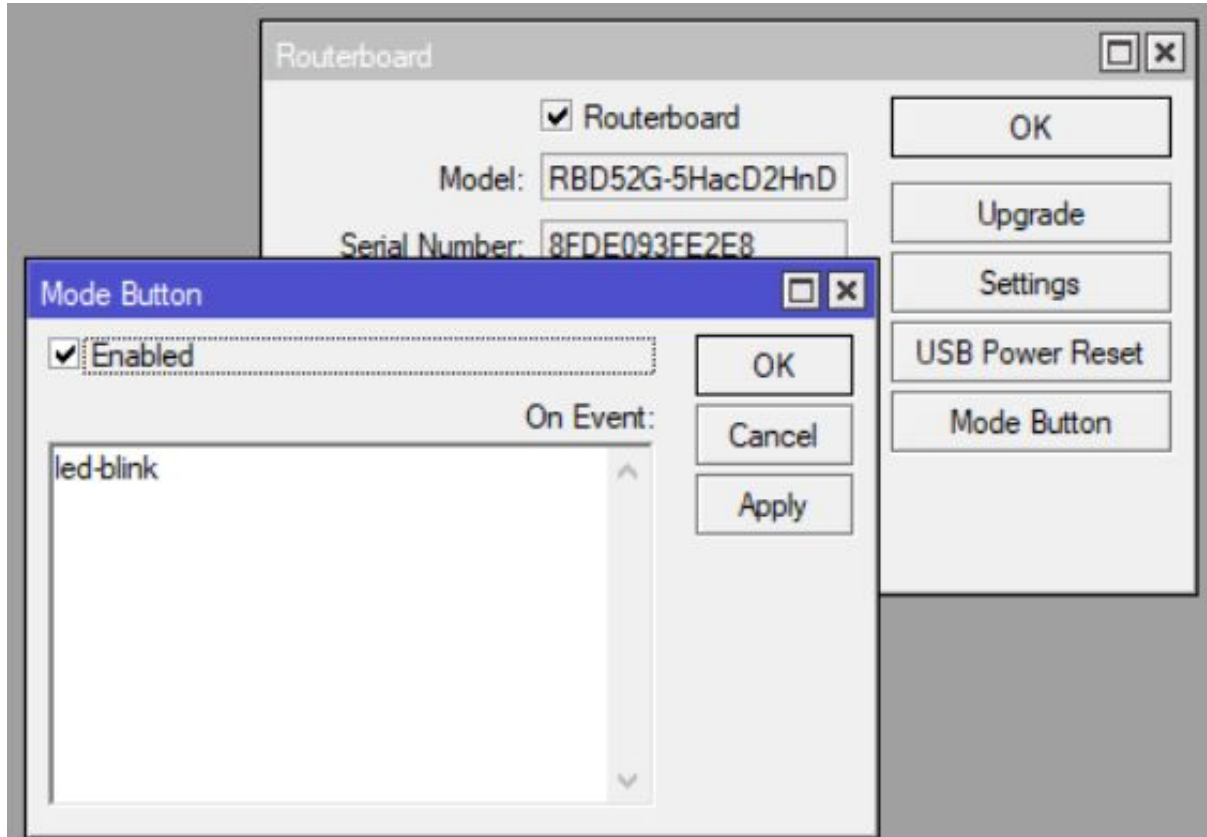 Routerboard
Routerboard
OK
Model: RBD52G-5HacD2HnD
Upgrade
Serial Number: 8FDE093FE2E8
Settings
USB Power Reset
Mode Button
Mode Button
Enabled
OK
On Event:
Cancel
led-blink
Apply